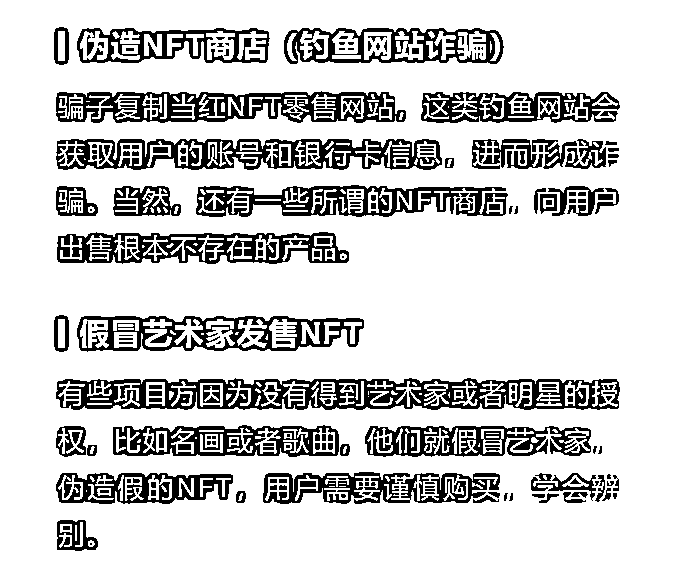 | 伪造NFT商店（钓鱼网站诈骗）
骗子复制当红NFT零售网站，这类钓鱼网站会
获取用户的账号和银行卡信息，进而形成诈
骗。当然，还有一些所谓的NFT商店，向用户
出售根本不存在的产品。
| 假冒艺术家发售NFT
有些项目方因为没有得到艺术家或者明星的授
权，比如名画或者歌曲，他们就假冒艺术家，
伪造假的NFT，用户需要谨慎购买，学会辨
别。